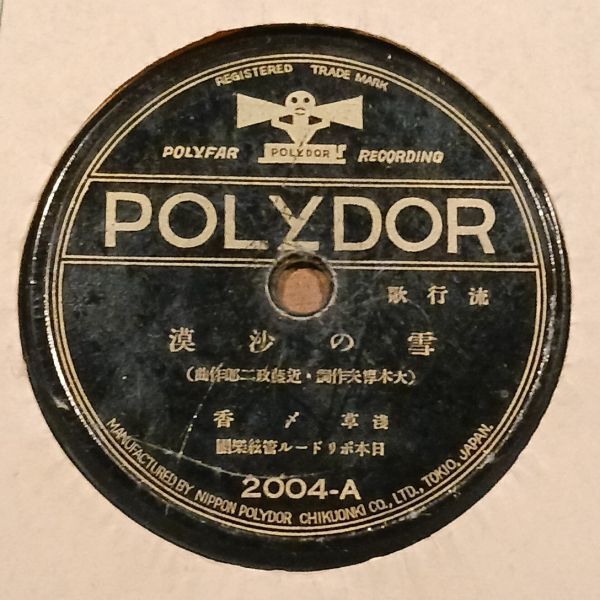 REGISTERED TRADE MARK
POLYDOR
POLYFAR RECORDING
POLYDOR
流行歌
雪の沙漠
(大木惇夫作詞・近藤政二郎作曲)
浅草〆香
日本ポリドール管絃楽團
2004-A
MANUFACTURED BY NIPPON POLYDOR CHIKUONKI CO., LTD., TOKIO, JAPAN.